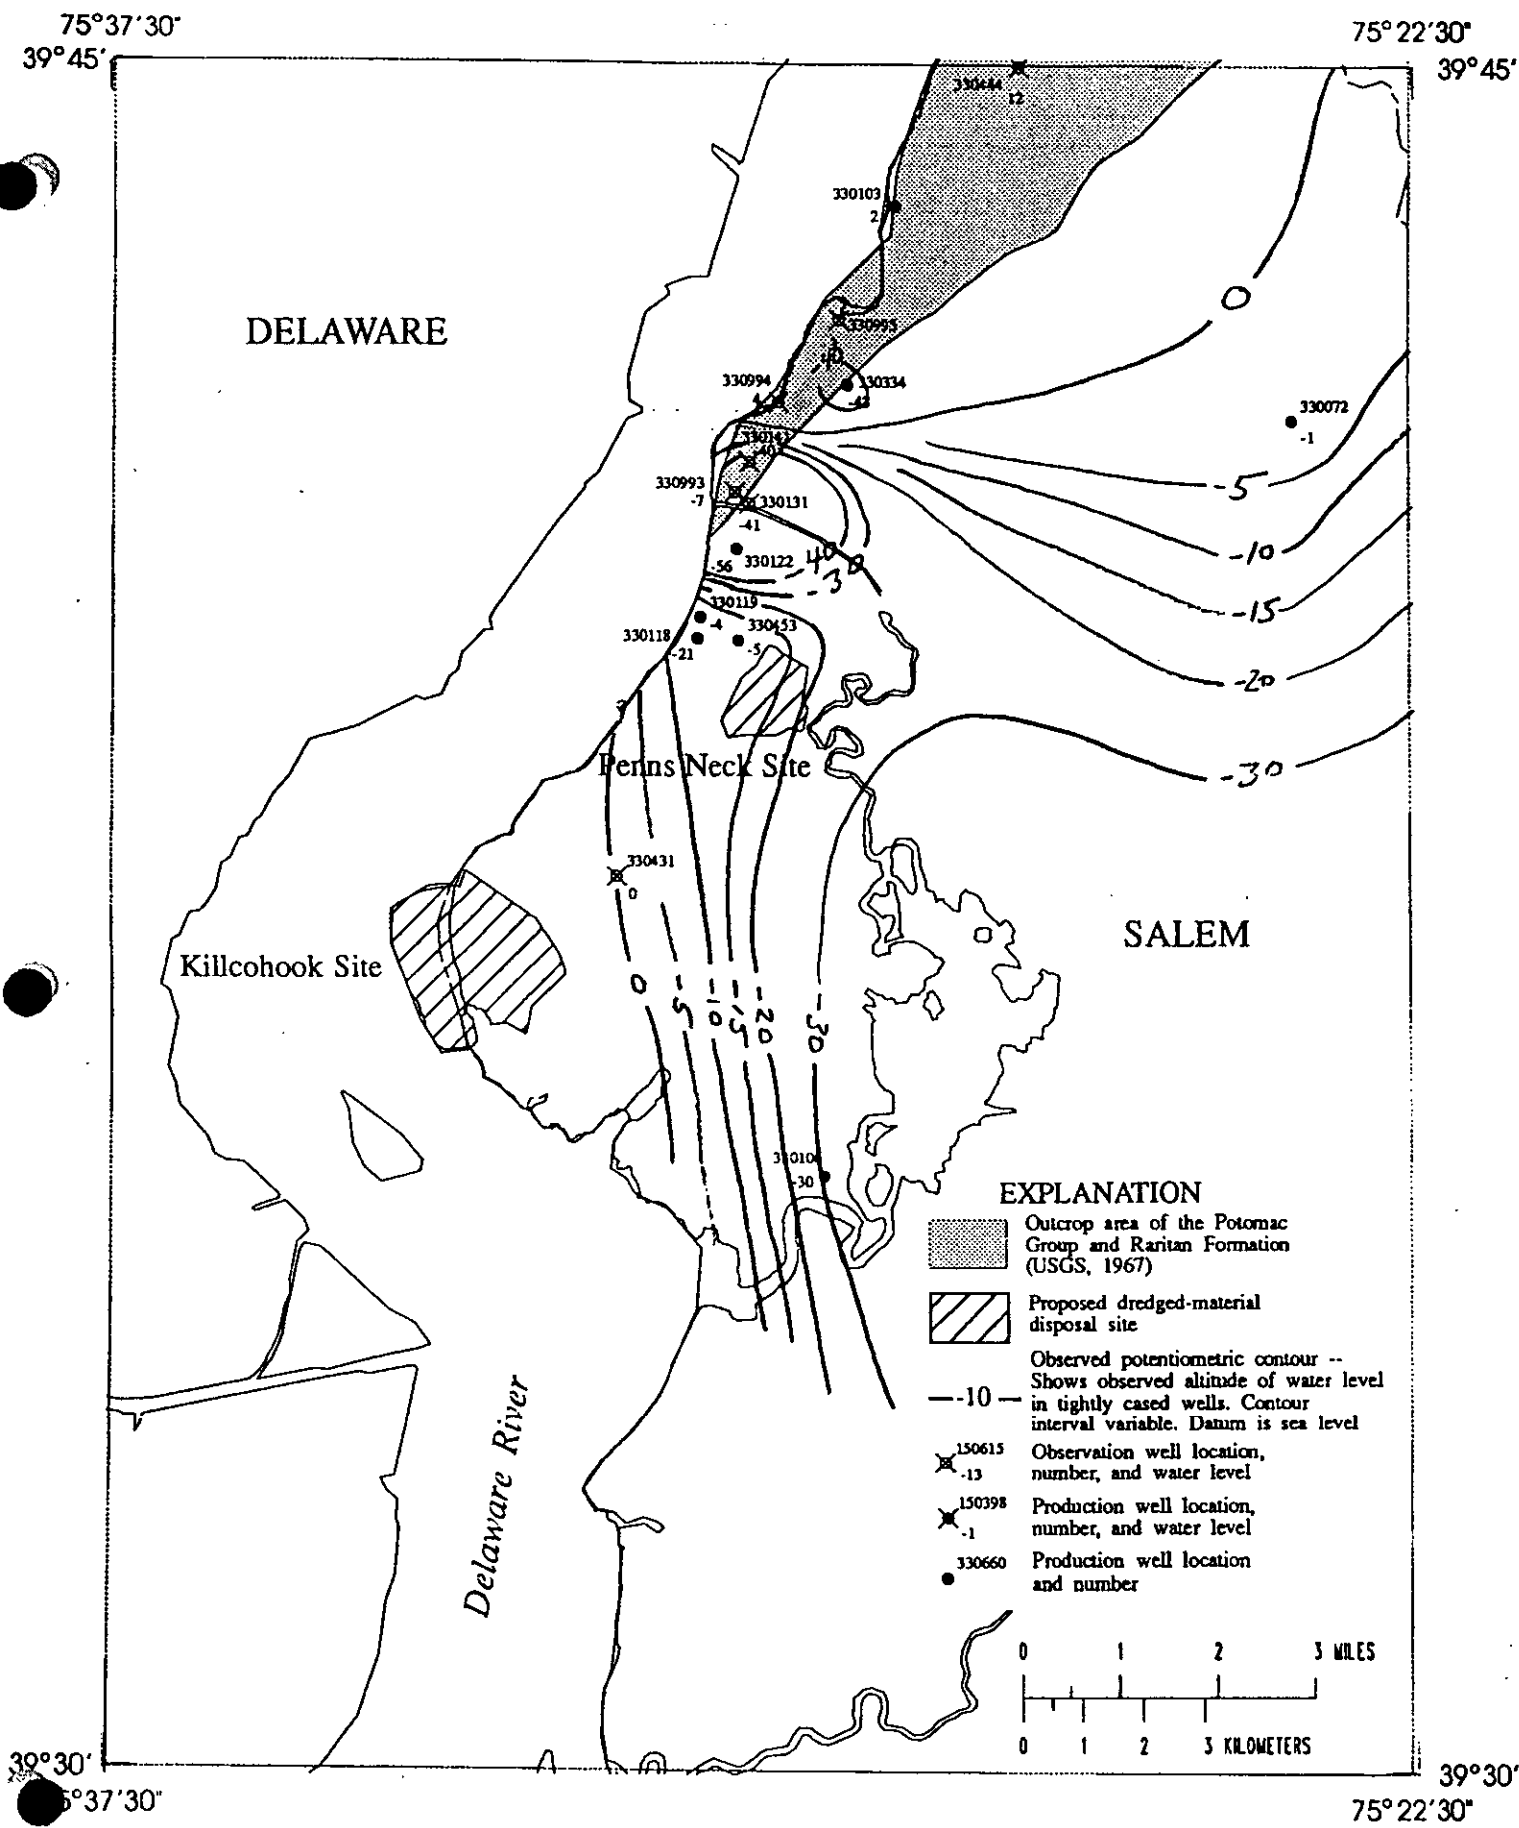 75°37'30"
75°22'30"
39°45'
39°45'
330444
12
330103
2
DELAWARE
0
330995
40
330994
4
330334
-42
330072
-1
330993
-7
330131
-41
-5
-10
-40
-30
330122
-56
-15
330119
-4
330453
-5
330118
-21
-20
-30
Penns Neck Site
330431
0
SALEM
Killcohook Site
0
-5
-10
-15
-20
-30
-30
EXPLANATION
Outcrop area of the Potomac
Group and Raritan Formation
(USGS, 1967)
Proposed dredged-material
disposal site
Observed potentiometric contour --
Shows observed altitude of water level
-10
in tightly cased wells. Contour
interval variable. Datum is sea level
150615
-13
Observation well location,
number, and water level
150398
-1
Production well location,
number, and water level
330660
Production well location
and number
Delaware River
0 1 2 3 MILES
0 1 2 3 KILOMETERS
39°30'
39°30'
75°22'30"